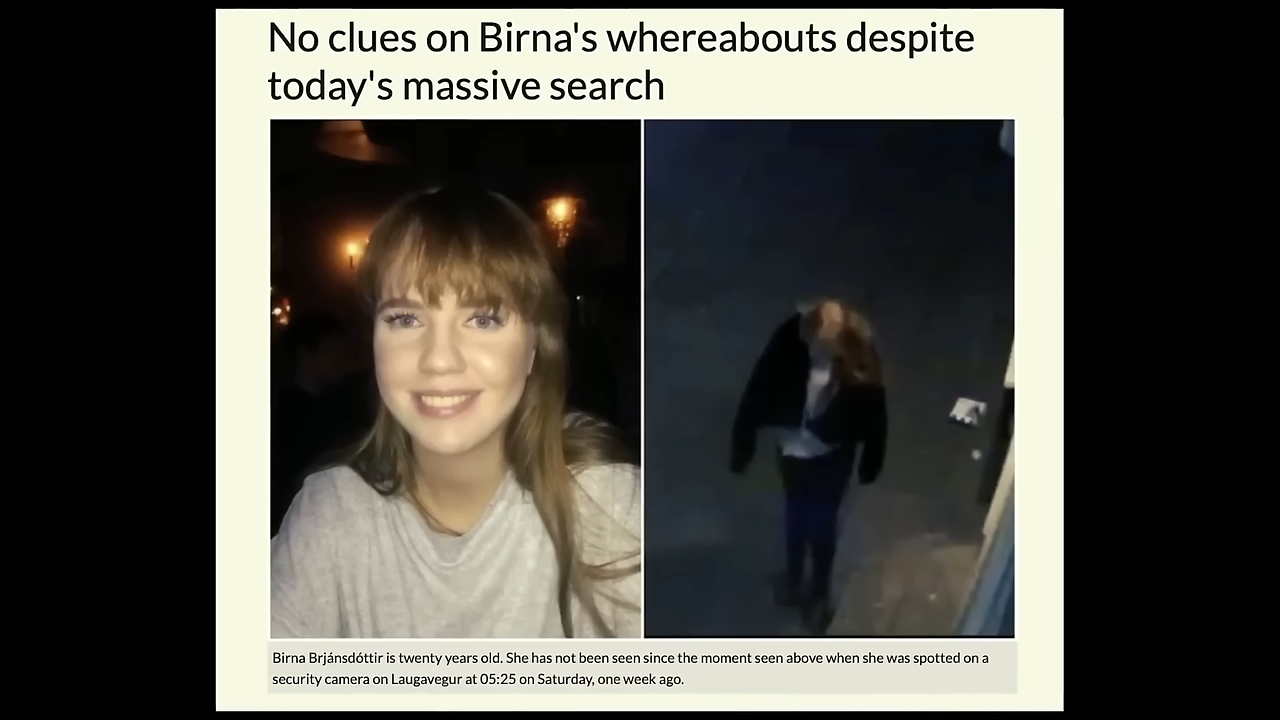 No clues on Birna's whereabouts despite
today's massive search
Birna Brjánsdóttir is twenty years old. She has not been seen since the moment seen above when she was spotted on a
security camera on Laugavegur at 05:25 on Saturday, one week ago.